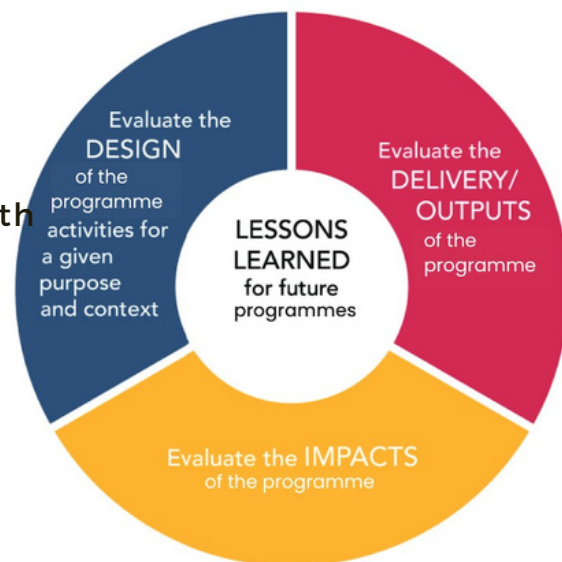 Evaluate the
DESIGN
of the
programme
th
activities for
a given
purpose
and context
Evaluate the
DELIVERY/
OUTPUTS
of the
programme
LESSONS
LEARNED
for future
programmes
Evaluate the IMPACTS
of the programme